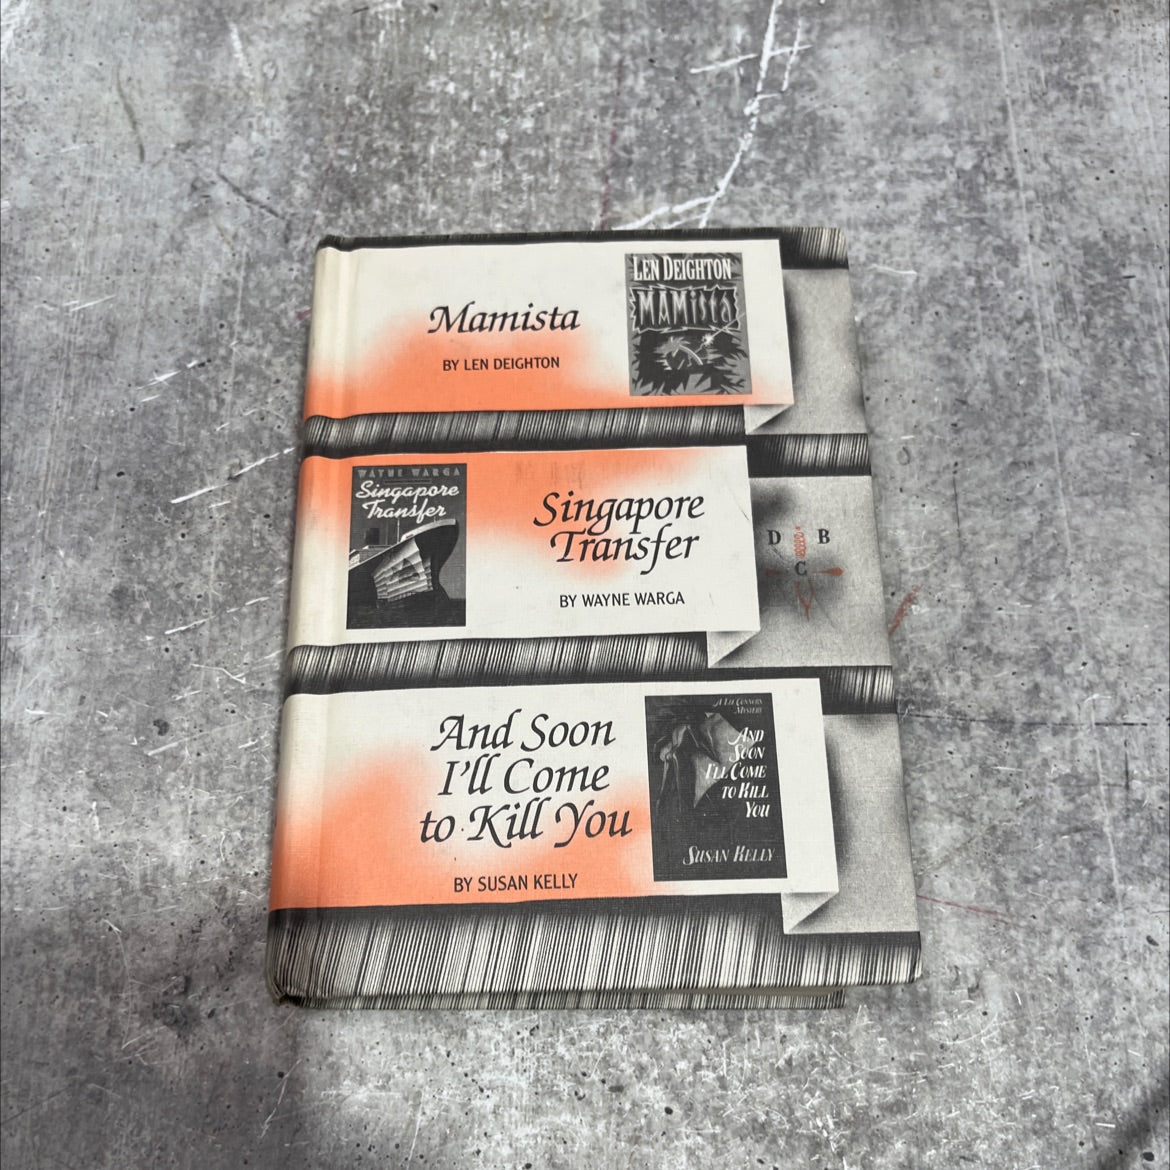 Mamista
BY LEN DEIGHTON
LEN DEIGHTON
MAMista
WAYNE WARGA
Singapore
Transfer
Singapore
Transfer
BY WAYNE WARGA
D B
C
And Soon
I'll Come
to Kill You
BY SUSAN KELLY
A LIZ CONNORS
MYSTERY
AND
SOON
I'LL COME
TO KILL
YOU
SUSAN KELLY